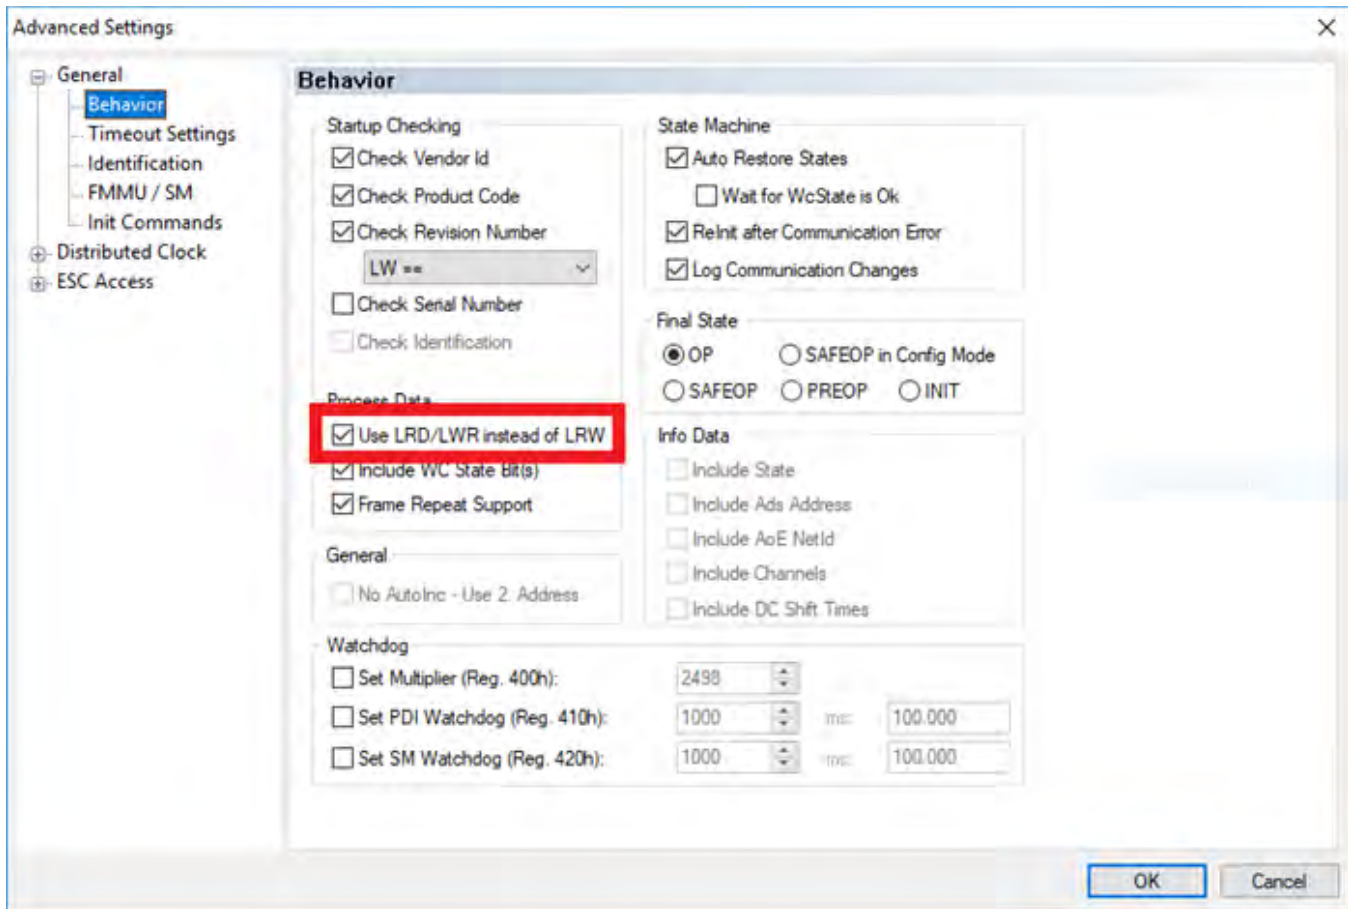 Advanced Settings
General
Behavior
Timeout Settings
Identification
FMMU / SM
Init Commands
Distributed Clock
ESC Access
Behavior
Startup Checking
Check Vendor Id
Check Product Code
Check Revision Number
LW ==
Check Serial Number
Check Identification
Process Data
Use LRD/LWR instead of LRW
Include WC State Bit(s)
Frame Repeat Support
General
No AutoInc - Use 2. Address
State Machine
Auto Restore States
Wait for WcState is Ok
ReInit after Communication Error
Log Communication Changes
Final State
OP
SAFEOP in Config Mode
SAFEOP
PREOP
INIT
Info Data
Include State
Include Ads Address
Include AoE NetId
Include Channels
Include DC Shift Times
Watchdog
Set Multiplier (Reg. 400h): 2498
Set PDI Watchdog (Reg. 410h): 1000 ms: 100.000
Set SM Watchdog (Reg. 420h): 1000 ms: 100.000
OK Cancel